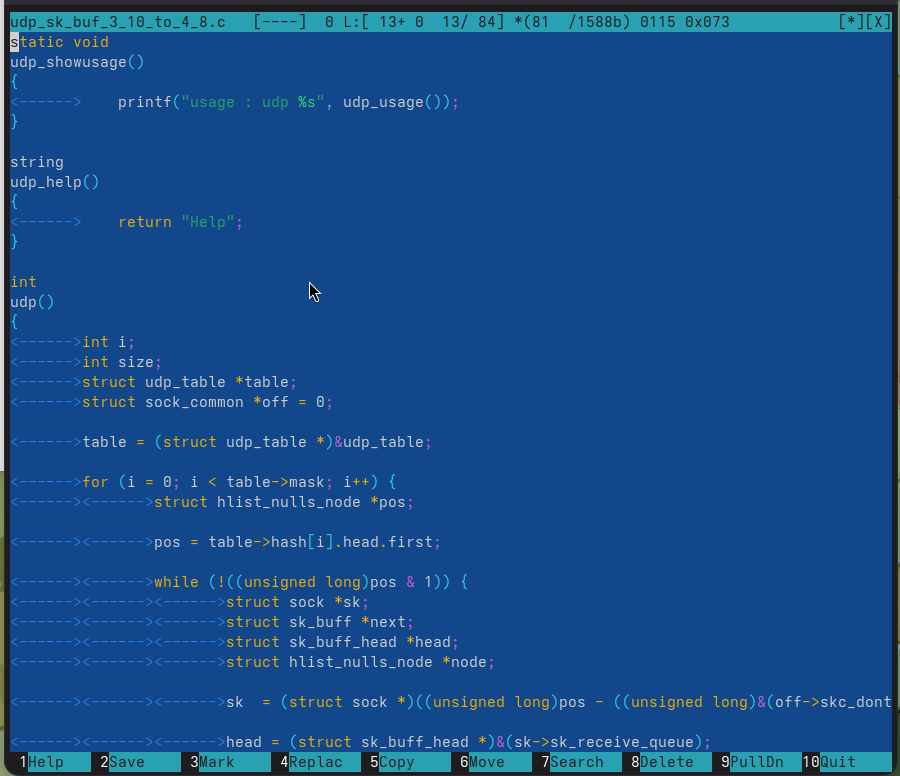 udp_sk_buf_3_10_to_4_8.c   [----]  0 L:[ 13+ 0  13/ 84] *(81  /1588b) 0115 0x073            [*][X]
static void
udp_showusage()
{
<------>    printf("usage : udp %s", udp_usage());
}

string
udp_help()
{
<------>    return "Help";
}

int
udp()
{
<------>int i;
<------>int size;
<------>struct udp_table *table;
<------>struct sock_common *off = 0;

<------>table = (struct udp_table *)&udp_table;

<------>for (i = 0; i < table->mask; i++) {
<------><------>struct hlist_nulls_node *pos;

<------><------>pos = table->hash[i].head.first;

<------><------>while (!((unsigned long)pos & 1)) {
<------><------><------>struct sock *sk;
<------><------><------>struct sk_buff *next;
<------><------><------>struct sk_buff_head *head;
<------><------><------>struct hlist_nulls_node *node;

<------><------><------>sk  = (struct sock *)((unsigned long)pos - ((unsigned long)&(off->skc_dont

<------><------><------>head = (struct sk_buff_head *)&(sk->sk_receive_queue);
1Help   2Save   3Mark   4Replac   5Copy   6Move   7Search   8Delete   9PullDn  10Quit